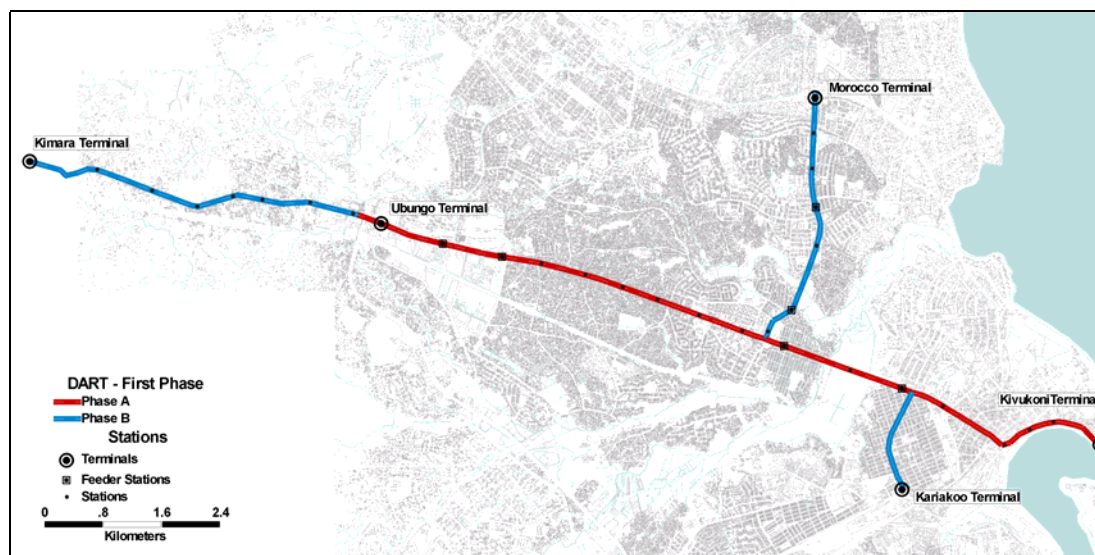 Morocco Terminal
Kimara Terminal
Ubungo Terminal
Kivukoni Termina
Kariakoo Terminal
DART - First Phase
Phase A
Phase B
Stations
Terminals
Feeder Stations
Stations
0 .8 1.6 2.4
Kilometers